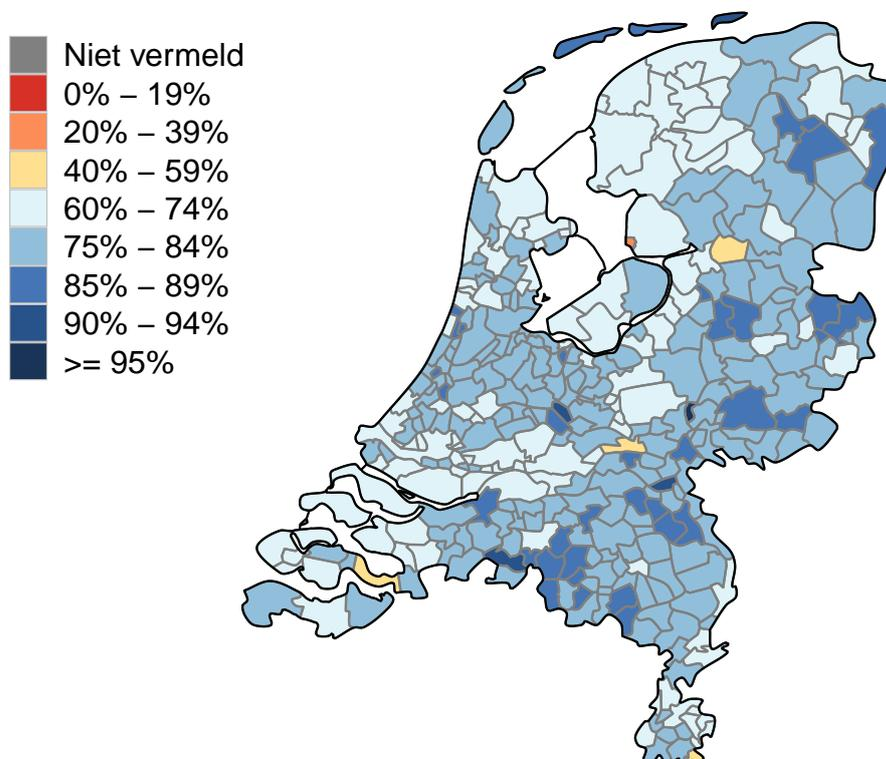 Niet vermeld
0% – 19%
20% – 39%
40% – 59%
60% – 74%
75% – 84%
85% – 89%
90% – 94%
>= 95%